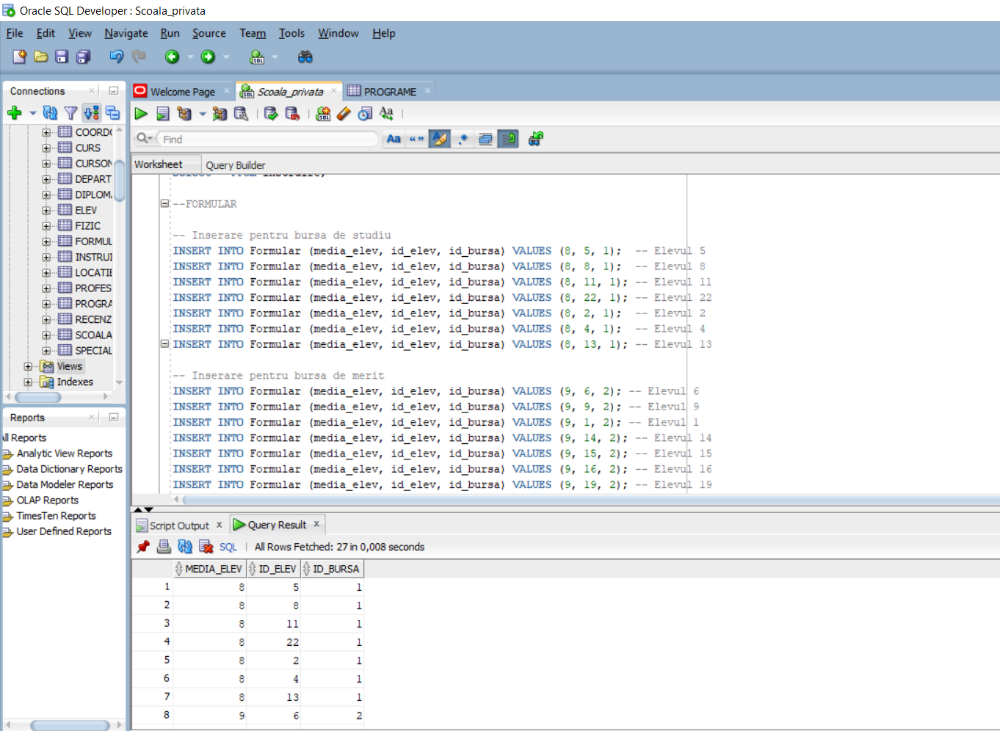 Oracle SQL Developer : Scoala_privata
File Edit View Navigate Run Source Team Tools Window Help
Connections
Welcome Page
Scoala_privata
PROGRAME
Find
Aa “ ” .*
Worksheet
Query Builder
COORDO
CURS
CURSON
DEPART
DIPLOMA
ELEV
FIZIC
FORMUL
INSTRUI
LOCATIE
PROFES
PROGRA
RECENZ
SCOALA
SPECIAL
Views
Indexes
--FORMULAR
-- Inserare pentru bursa de studiu
INSERT INTO Formular (media_elev, id_elev, id_bursa) VALUES (8, 5, 1);  -- Elevul 5
INSERT INTO Formular (media_elev, id_elev, id_bursa) VALUES (8, 8, 1);  -- Elevul 8
INSERT INTO Formular (media_elev, id_elev, id_bursa) VALUES (8, 11, 1); -- Elevul 11
INSERT INTO Formular (media_elev, id_elev, id_bursa) VALUES (8, 22, 1); -- Elevul 22
INSERT INTO Formular (media_elev, id_elev, id_bursa) VALUES (8, 2, 1);  -- Elevul 2
INSERT INTO Formular (media_elev, id_elev, id_bursa) VALUES (8, 4, 1);  -- Elevul 4
INSERT INTO Formular (media_elev, id_elev, id_bursa) VALUES (8, 13, 1); -- Elevul 13
-- Inserare pentru bursa de merit
INSERT INTO Formular (media_elev, id_elev, id_bursa) VALUES (9, 6, 2); -- Elevul 6
INSERT INTO Formular (media_elev, id_elev, id_bursa) VALUES (9, 9, 2); -- Elevul 9
INSERT INTO Formular (media_elev, id_elev, id_bursa) VALUES (9, 1, 2); -- Elevul 1
INSERT INTO Formular (media_elev, id_elev, id_bursa) VALUES (9, 14, 2); -- Elevul 14
INSERT INTO Formular (media_elev, id_elev, id_bursa) VALUES (9, 15, 2); -- Elevul 15
INSERT INTO Formular (media_elev, id_elev, id_bursa) VALUES (9, 16, 2); -- Elevul 16
INSERT INTO Formular (media_elev, id_elev, id_bursa) VALUES (9, 19, 2); -- Elevul 19
Reports
All Reports
Analytic View Reports
Data Dictionary Reports
Data Modeler Reports
OLAP Reports
TimesTen Reports
User Defined Reports
Script Output
Query Result
SQL
All Rows Fetched: 27 in 0,008 seconds
MEDIA_ELEV ID_ELEV ID_BURSA
1 8 5 1
2 8 8 1
3 8 11 1
4 8 22 1
5 8 2 1
6 8 4 1
7 8 13 1
8 9 6 2